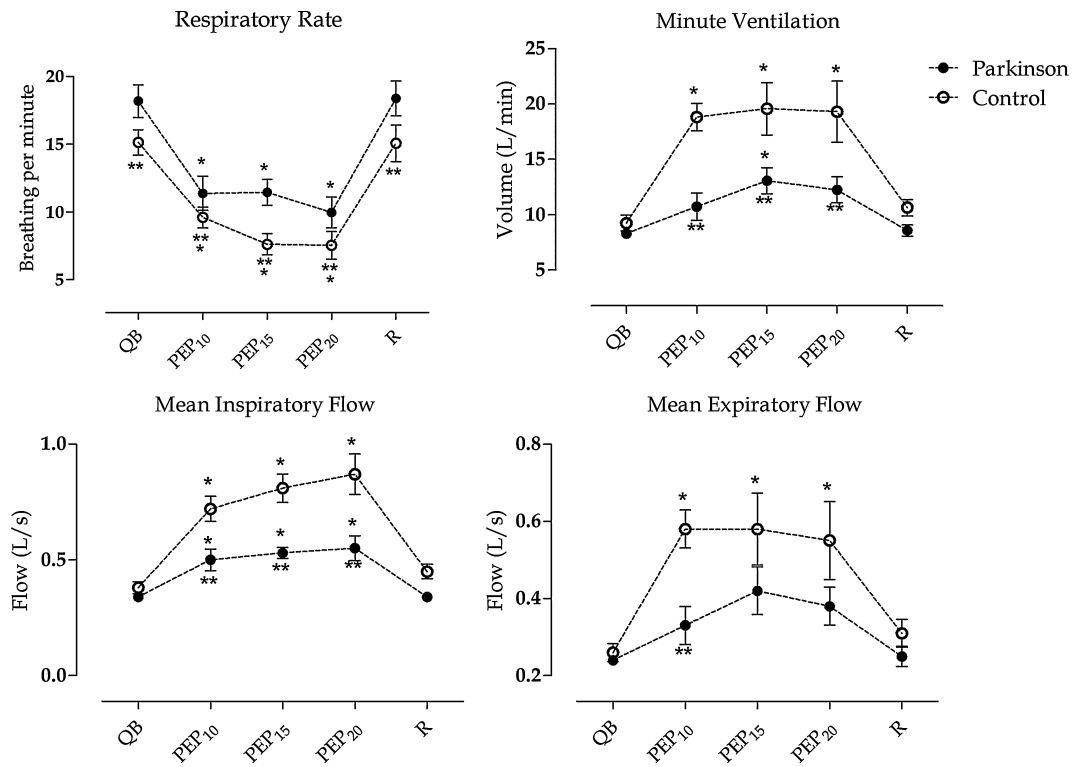 Respiratory Rate
Breathing per minute
20
15
10
5
*
*
*
**
**
*
**
*
**
*
**
QB
PEP10
PEP15
PEP20
R
Minute Ventilation
Volume (L/min)
25
20
15
10
5
*
*
*
*
**
**
**
QB
PEP10
PEP15
PEP20
R
Parkinson
Control
Mean Inspiratory Flow
Flow (L/s)
1.0
0.5
0.0
*
*
*
*
*
*
**
**
**
QB
PEP10
PEP15
PEP20
R
Mean Expiratory Flow
Flow (L/s)
0.8
0.6
0.4
0.2
*
*
*
**
QB
PEP10
PEP15
PEP20
R